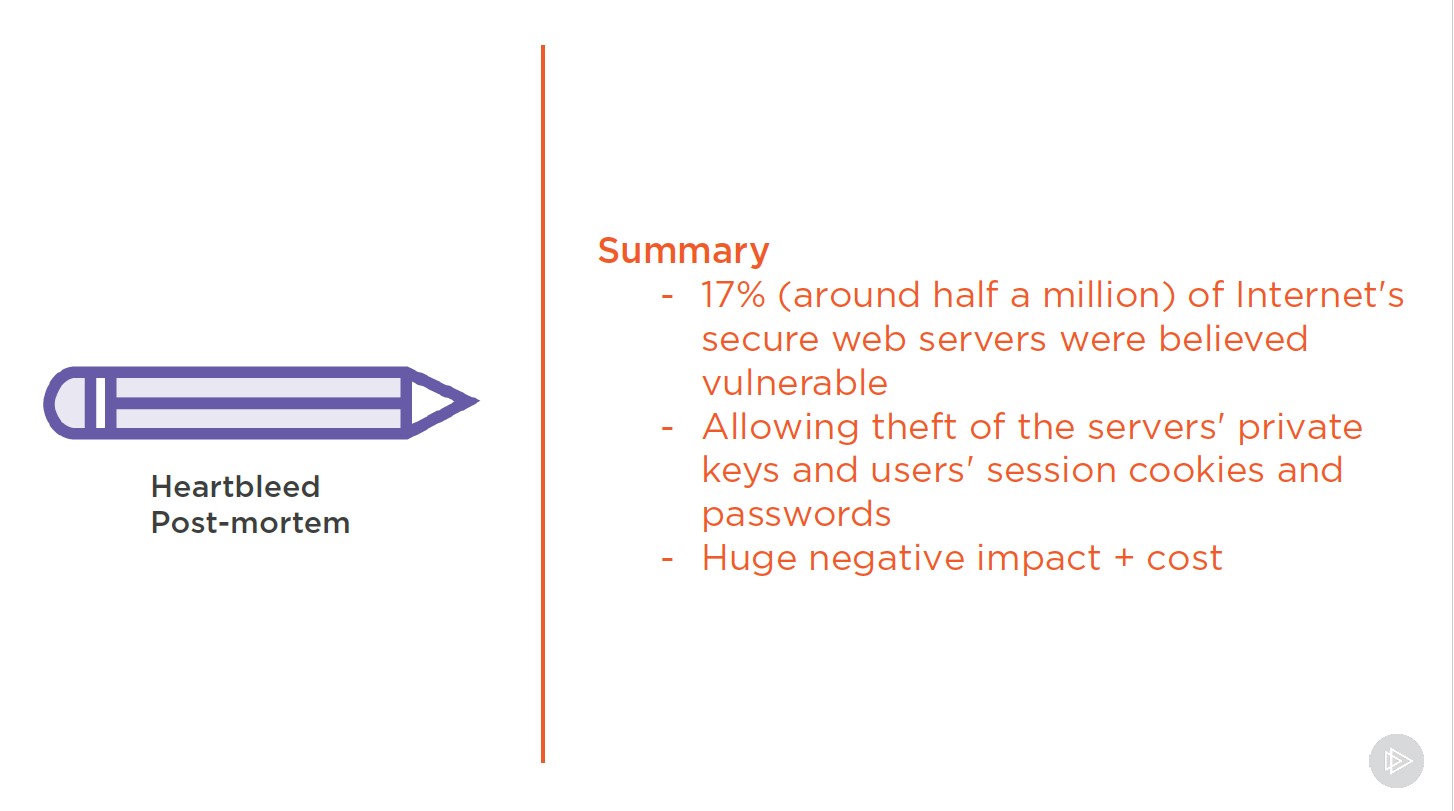 Heartbleed
Post-mortem
Summary
- 17% (around half a million) of Internet's
secure web servers were believed
vulnerable
- Allowing theft of the servers' private
keys and users' session cookies and
passwords
- Huge negative impact + cost